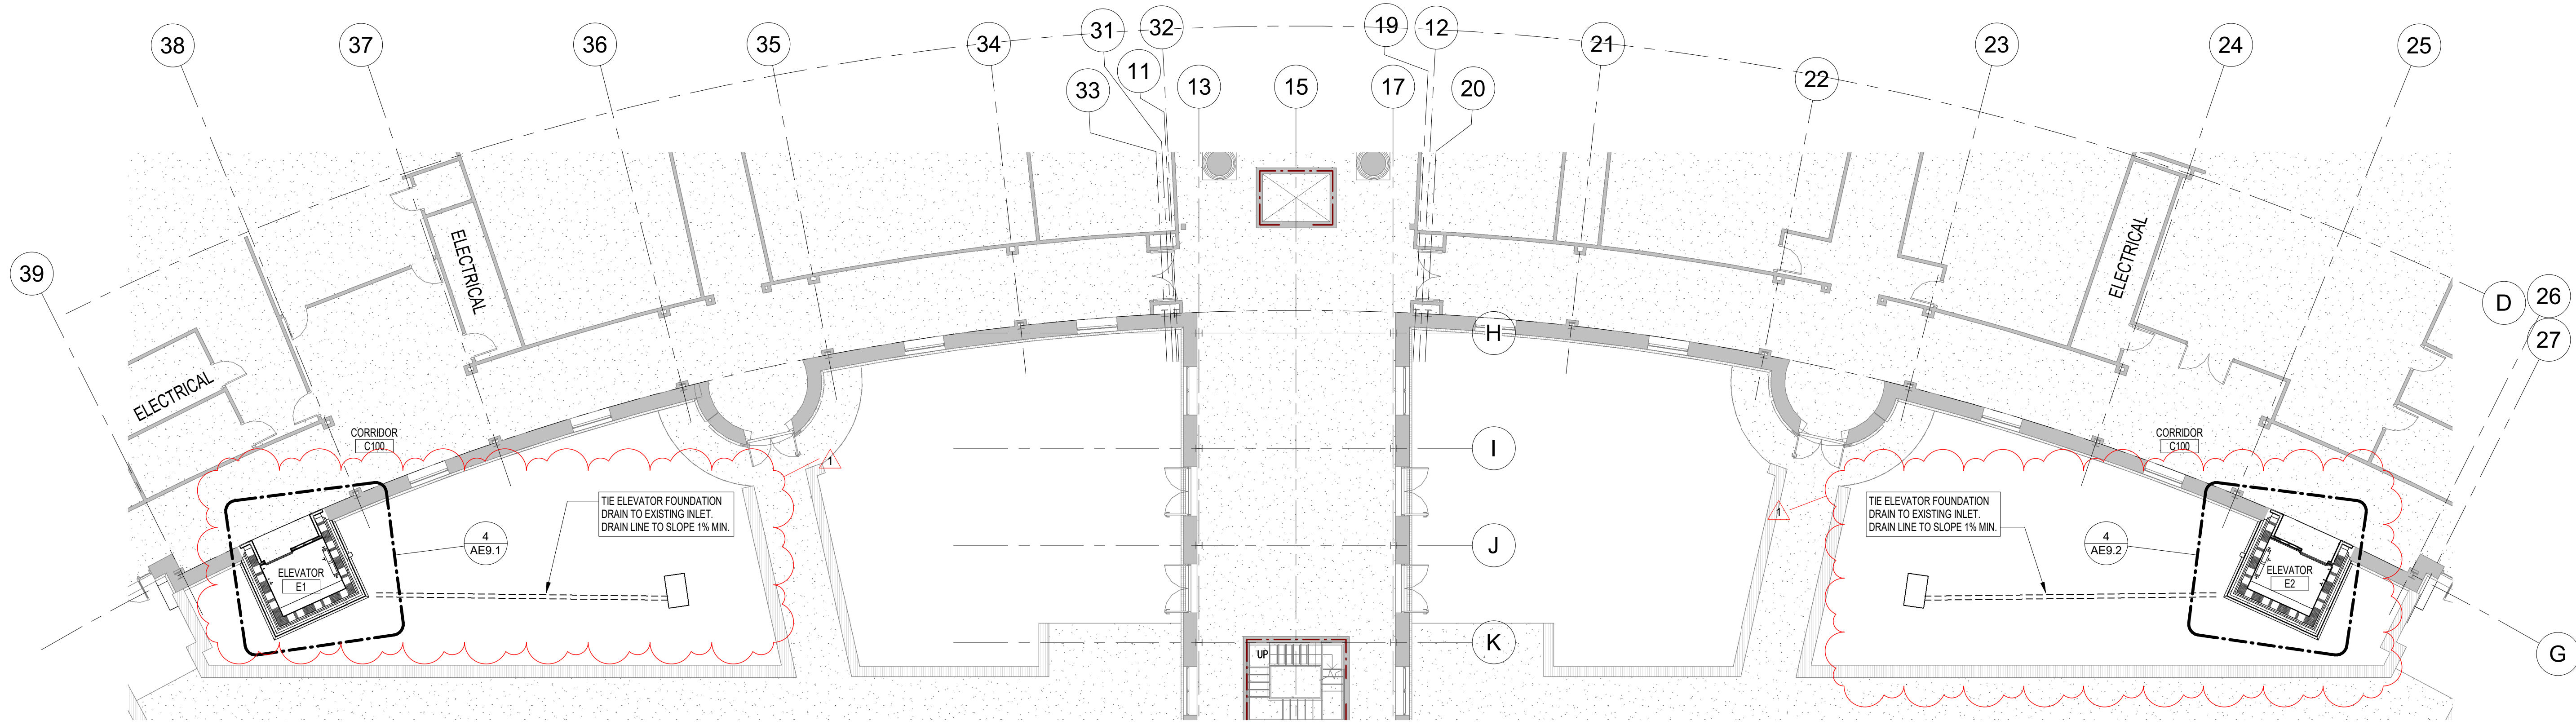 38
37
36
35
34
31
32
11
33
13
15
19
12
17
20
21
22
23
24
25
39
ELECTRICAL
ELECTRICAL
ELECTRICAL
D
26
27
H
I
J
K
G
CORRIDOR
C100
1
TIE ELEVATOR FOUNDATION
DRAIN TO EXISTING INLET.
DRAIN LINE TO SLOPE 1% MIN.
4
AE9.1
ELEVATOR
E1
UP
CORRIDOR
C100
1
TIE ELEVATOR FOUNDATION
DRAIN TO EXISTING INLET.
DRAIN LINE TO SLOPE 1% MIN.
4
AE9.2
ELEVATOR
E2